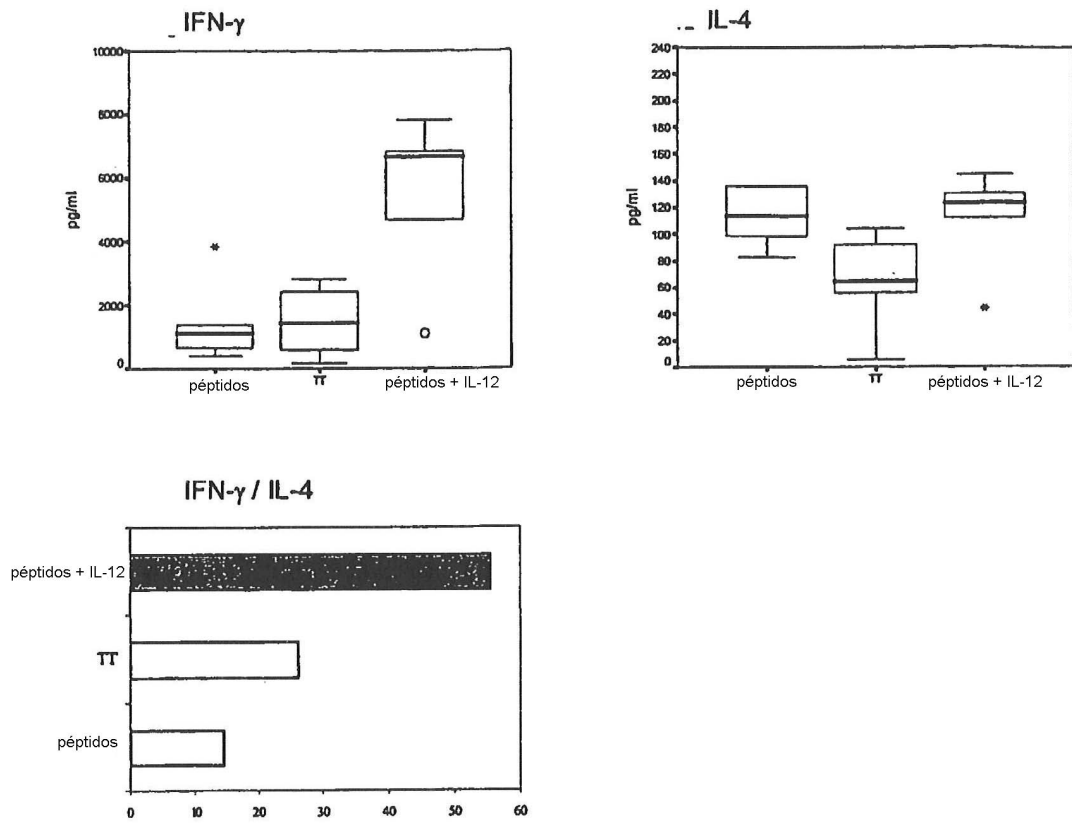 IFN-γ
10000
8000
6000
4000
2000
0
pg/ml
péptidos
TT
péptidos + IL-12
IL-4
240
220
200
180
160
140
120
100
80
60
40
20
0
pg/ml
péptidos
TT
péptidos + IL-12
IFN-γ / IL-4
péptidos + IL-12
TT
péptidos
0 10 20 30 40 50 60